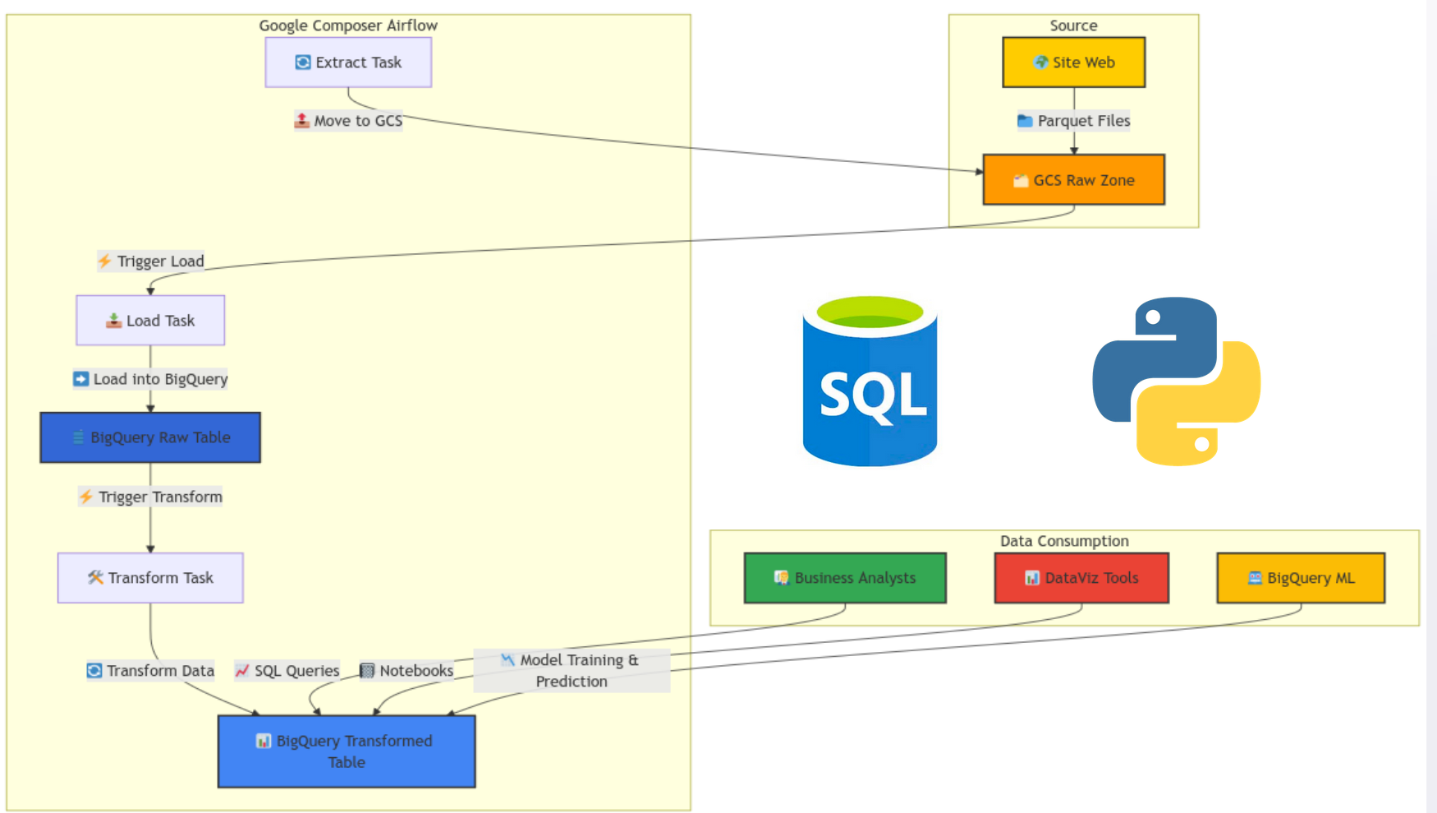 Google Composer Airflow
Source
Extract Task
Site Web
Move to GCS
Parquet Files
GCS Raw Zone
Trigger Load
Load Task
Load into BigQuery
SQL
BigQuery Raw Table
Trigger Transform
Data Consumption
Transform Task
Business Analysts
DataViz Tools
BigQuery ML
Transform Data
SQL Queries
Notebooks
Model Training &
Prediction
BigQuery Transformed
Table